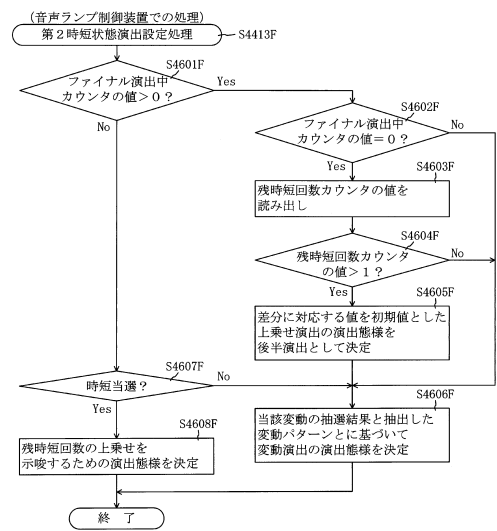 (音声ランプ制御装置での処理)
第2時短状態演出設定処理
S4413F
S4601F
ファイナル演出中
カウンタの値>0?
Yes
No
S4602F
ファイナル演出中
カウンタの値=0?
No
Yes
S4603F
残時短回数カウンタの値を
読み出し
S4604F
残時短回数カウンタ
の値>1?
No
Yes
S4605F
差分に対応する値を初期値とした
上乗せ演出の演出態様を
後半演出として決定
S4607F
時短当選?
No
Yes
S4606F
当該変動の抽選結果と抽出した
変動パターンとに基づいて
変動演出の演出態様を決定
S4608F
残時短回数の上乗せを
示唆するための演出態様を決定
終 了